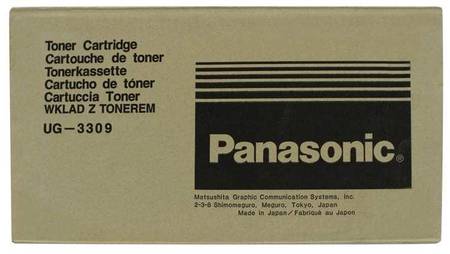 Toner Cartridge
Cartouche de toner
Tonerkassette
Cartucho de tóner
Cartuccia Toner
WKLAD Z TONEREM
UG-3309
Panasonic®
Matsushita Graphic Communication Systems, Inc.
2-3-8 Shimomeguro, Meguro, Tokyo, Japan
Made in Japan/Fabriqué au Japon